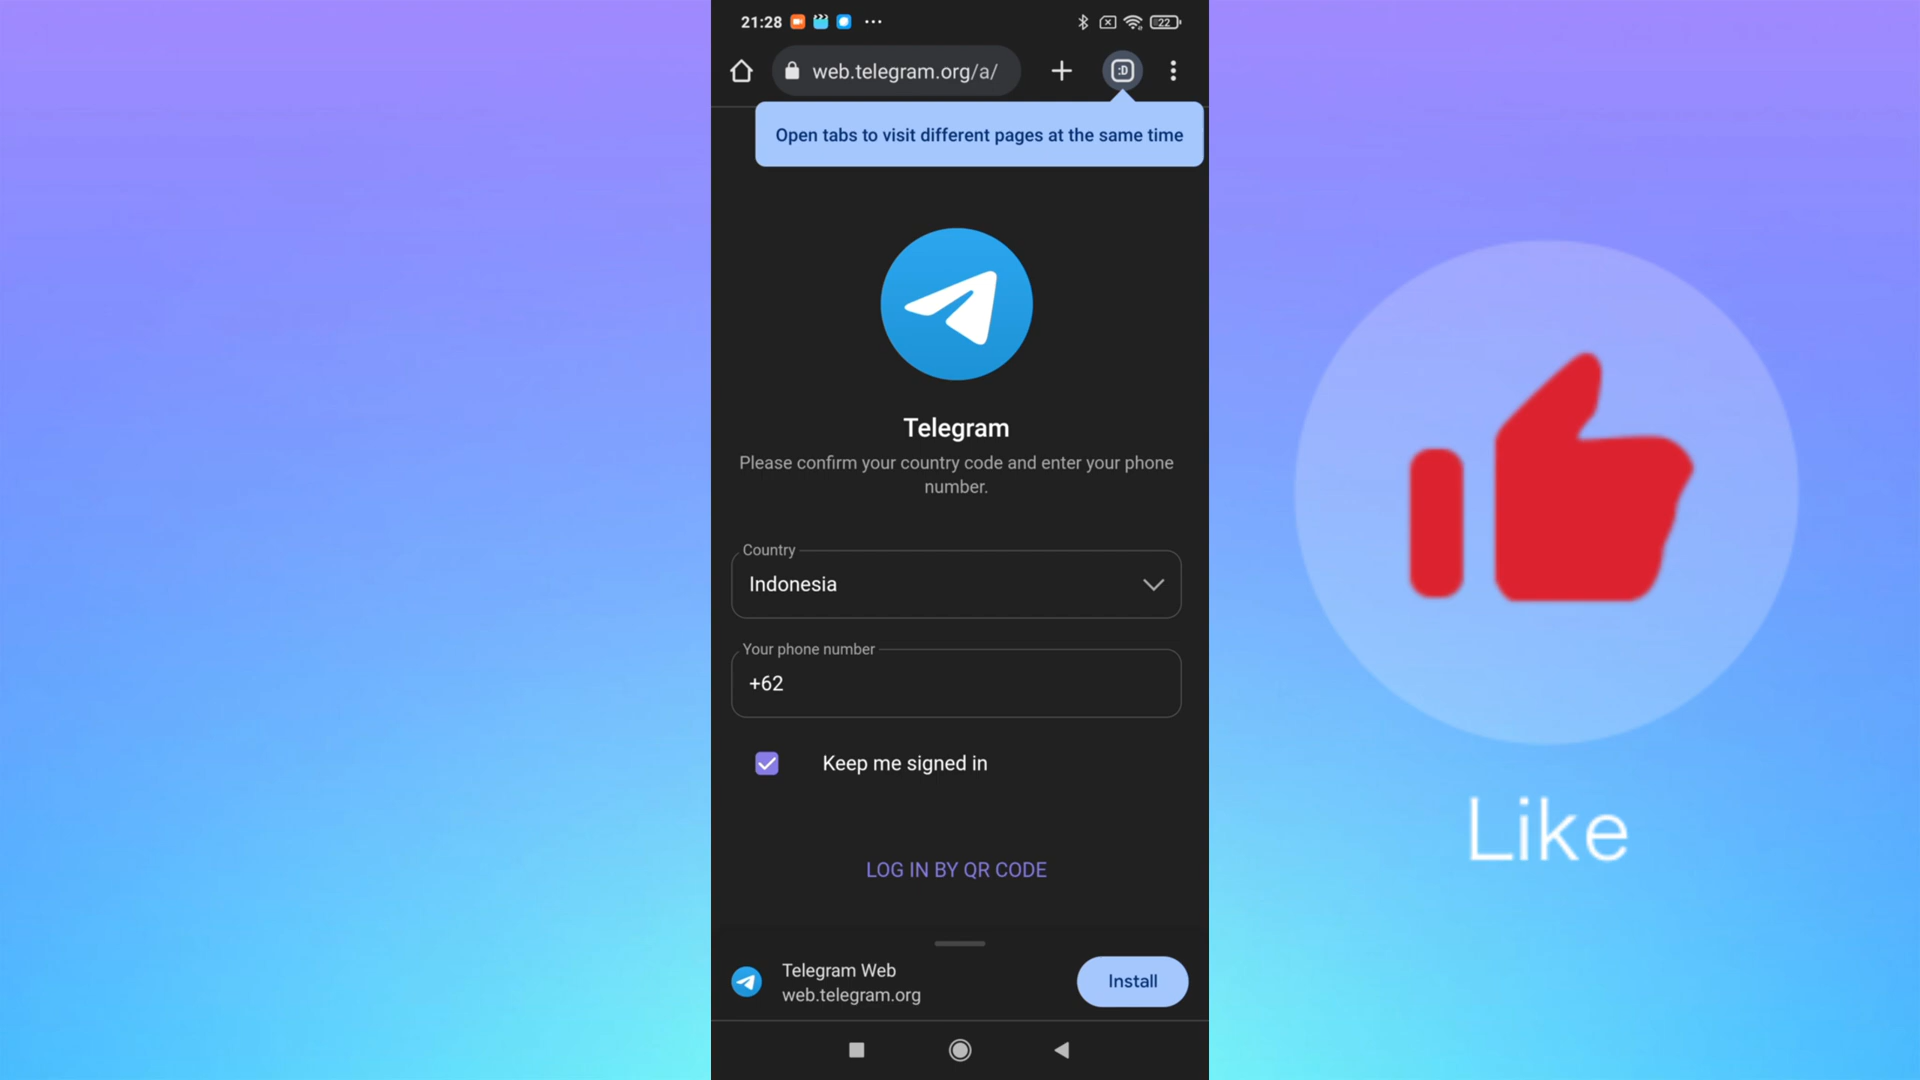 21:28
22
web.telegram.org/a/
:D
Open tabs to visit different pages at the same time
Telegram
Please confirm your country code and enter your phone
number.
Country
Indonesia
Your phone number
+62
Keep me signed in
LOG IN BY QR CODE
Telegram Web
web.telegram.org
Install
Like